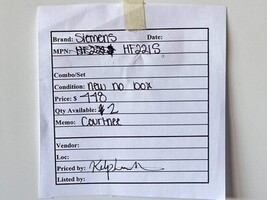 Brand: Siemens Date:
MPN: HF221S
Combo/Set
Condition: new no box
Price: $ 448
Qty Available: 2
Memo: Courtnee
Vendor:
Loc:
Priced by:
Listed by: